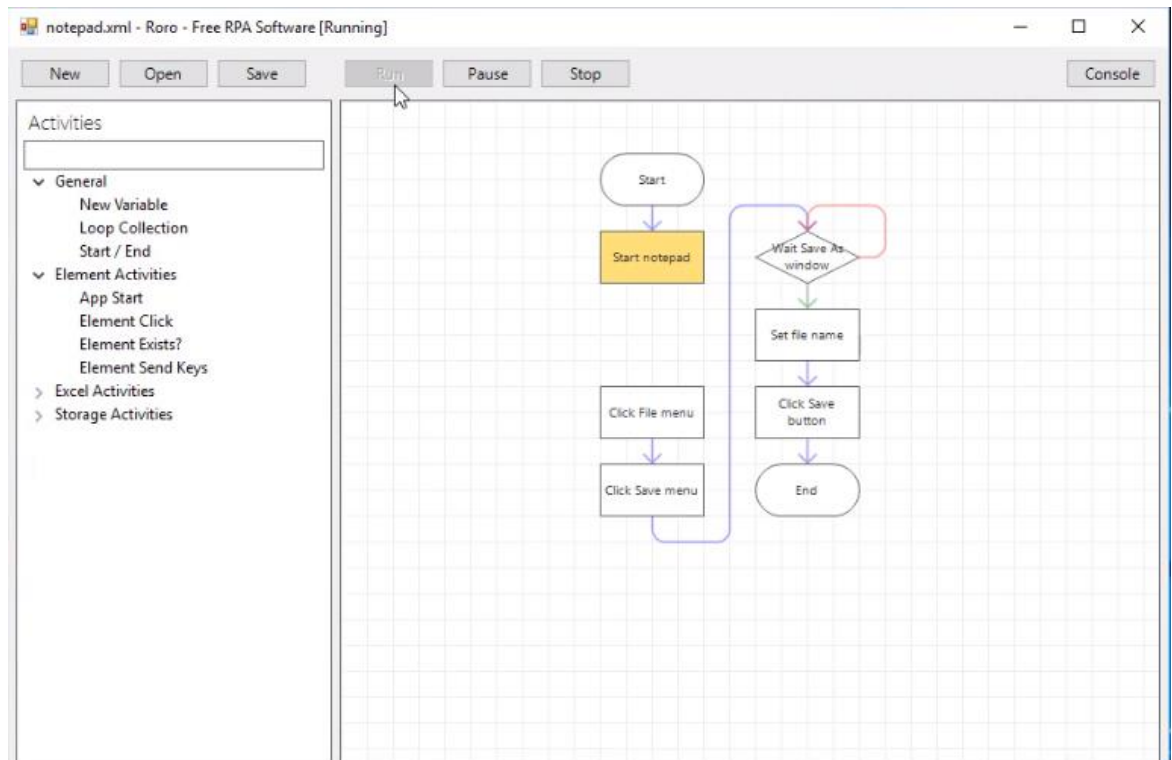 notepad.xml - Roro - Free RPA Software [Running]
New Open Save Run Pause Stop Console
Activities
General
New Variable
Loop Collection
Start / End
Element Activities
App Start
Element Click
Element Exists?
Element Send Keys
Excel Activities
Storage Activities
Start
Start notepad
Click File menu
Click Save menu
Wait Save As
window
Set file name
Click Save
button
End